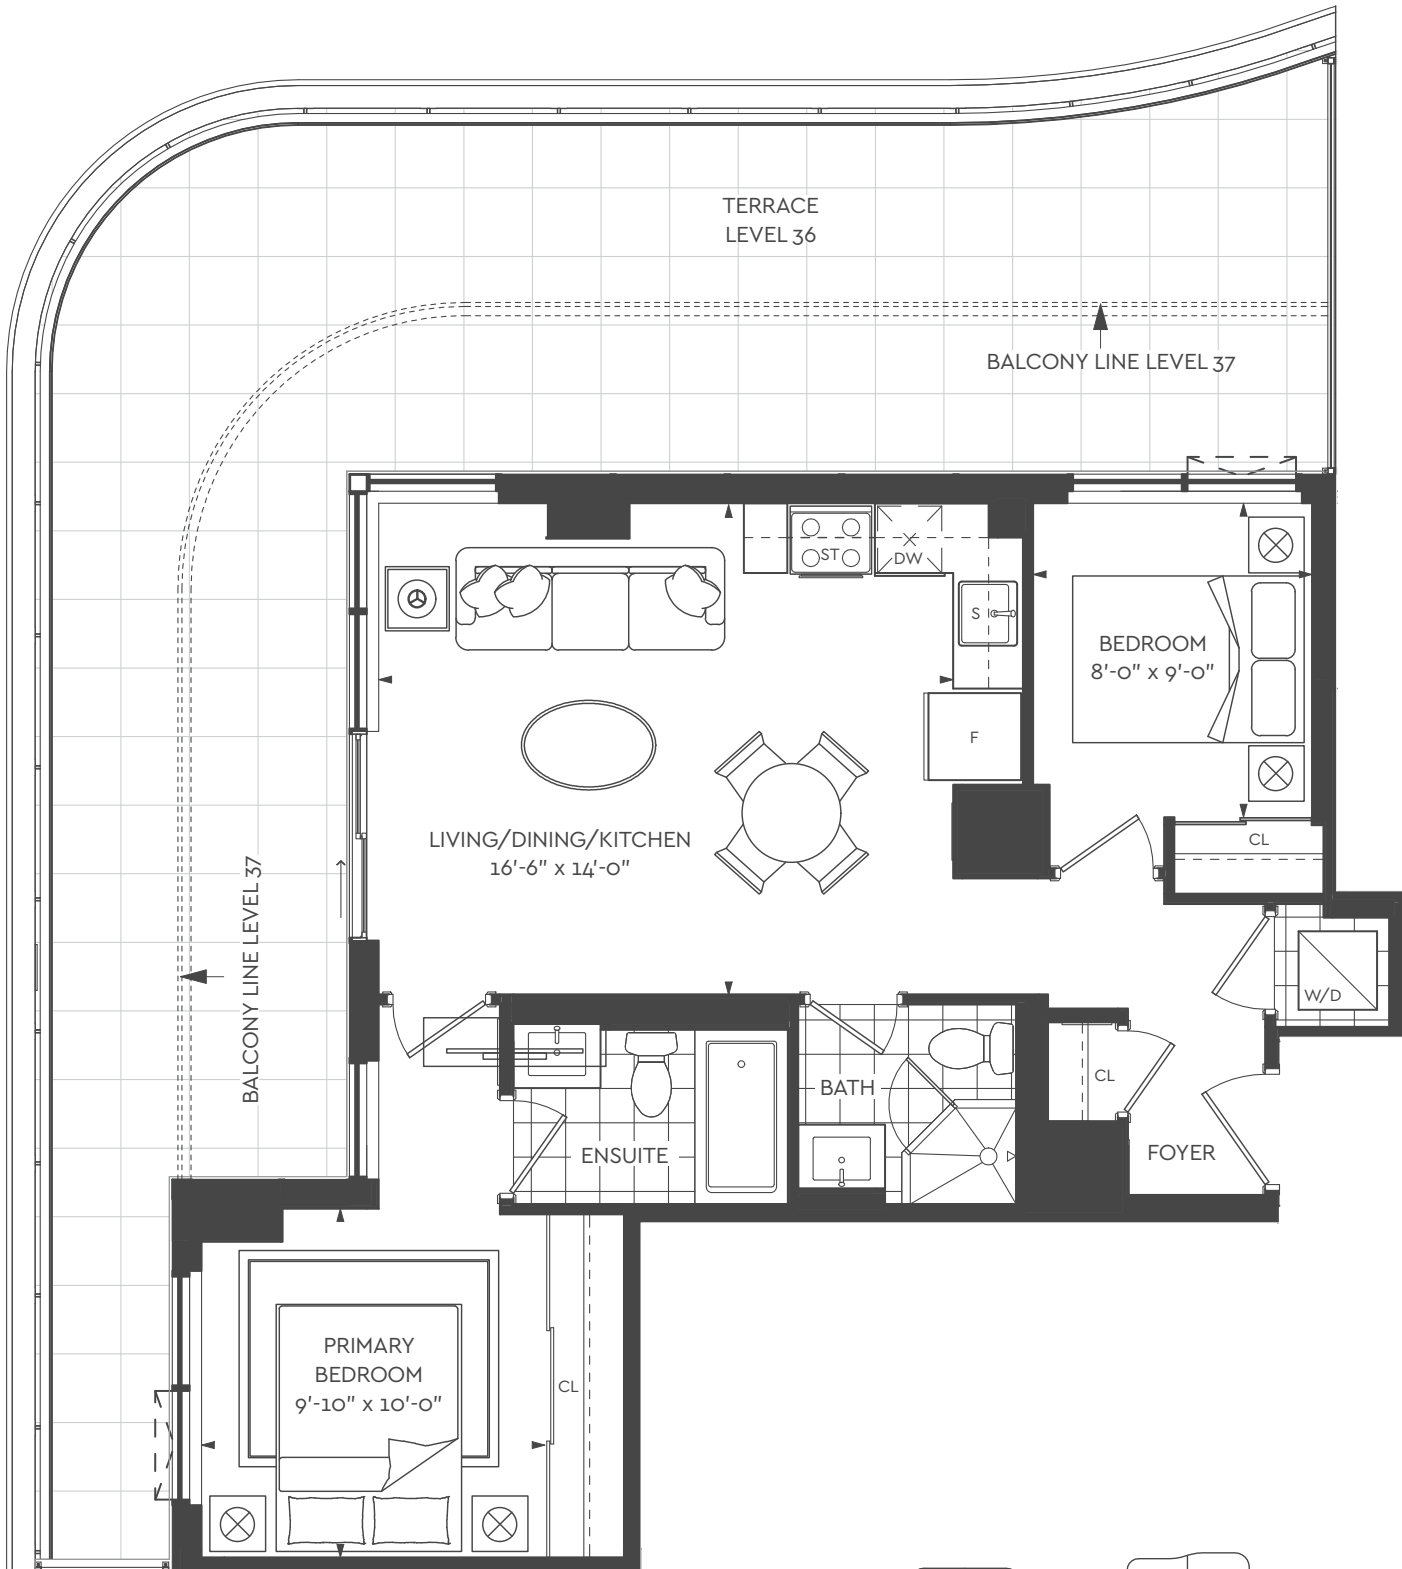 TERRACE
LEVEL 36
BALCONY LINE LEVEL 37
ST
DW
S
BEDROOM
8'-0" x 9'-0"
F
LIVING/DINING/KITCHEN
16'-6" x 14'-0"
CL
BALCONY LINE LEVEL 37
W/D
CL
BATH
ENSUITE
FOYER
PRIMARY
BEDROOM
9'-10" x 10'-0"
CL